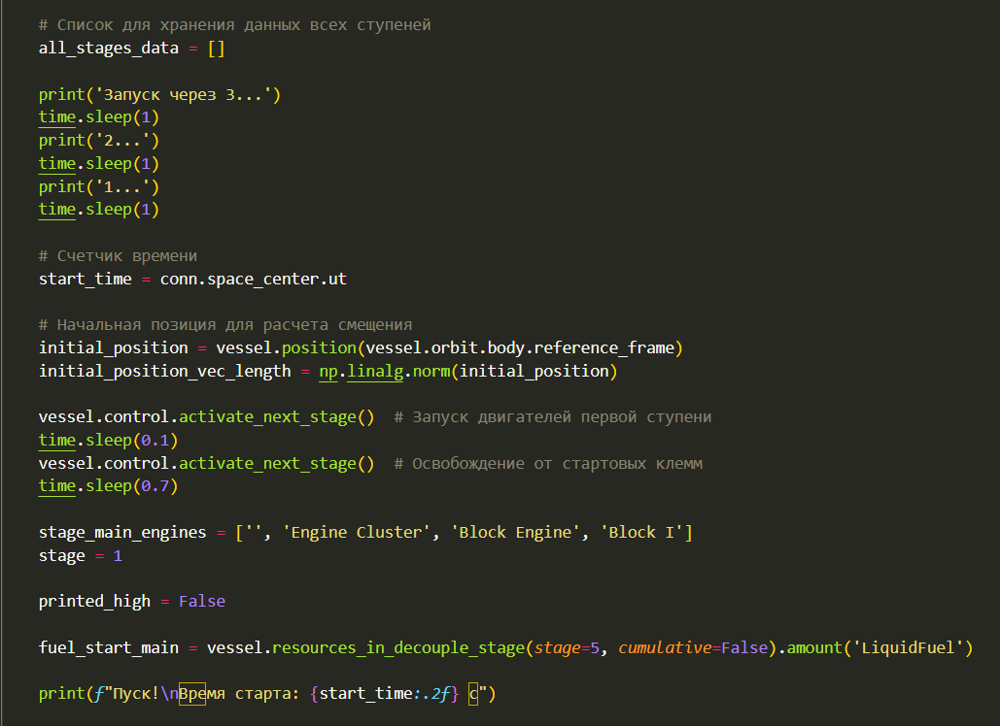 # Список для хранения данных всех ступеней
all_stages_data = []
print('Запуск через 3...')
time.sleep(1)
print('2...')
time.sleep(1)
print('1...')
time.sleep(1)
# Счетчик времени
start_time = conn.space_center.ut
# Начальная позиция для расчета смещения
initial_position = vessel.position(vessel.orbit.body.reference_frame)
initial_position_vec_length = np.linalg.norm(initial_position)
vessel.control.activate_next_stage()  # Запуск двигателей первой ступени
time.sleep(0.1)
vessel.control.activate_next_stage()  # Освобождение от стартовых клемм
time.sleep(0.7)
stage_main_engines = ['', 'Engine Cluster', 'Block Engine', 'Block I']
stage = 1
printed_high = False
fuel_start_main = vessel.resources_in_decouple_stage(stage=5, cumulative=False).amount('LiquidFuel')
print(f"Пуск!\nВремя старта: {start_time:.2f} с")